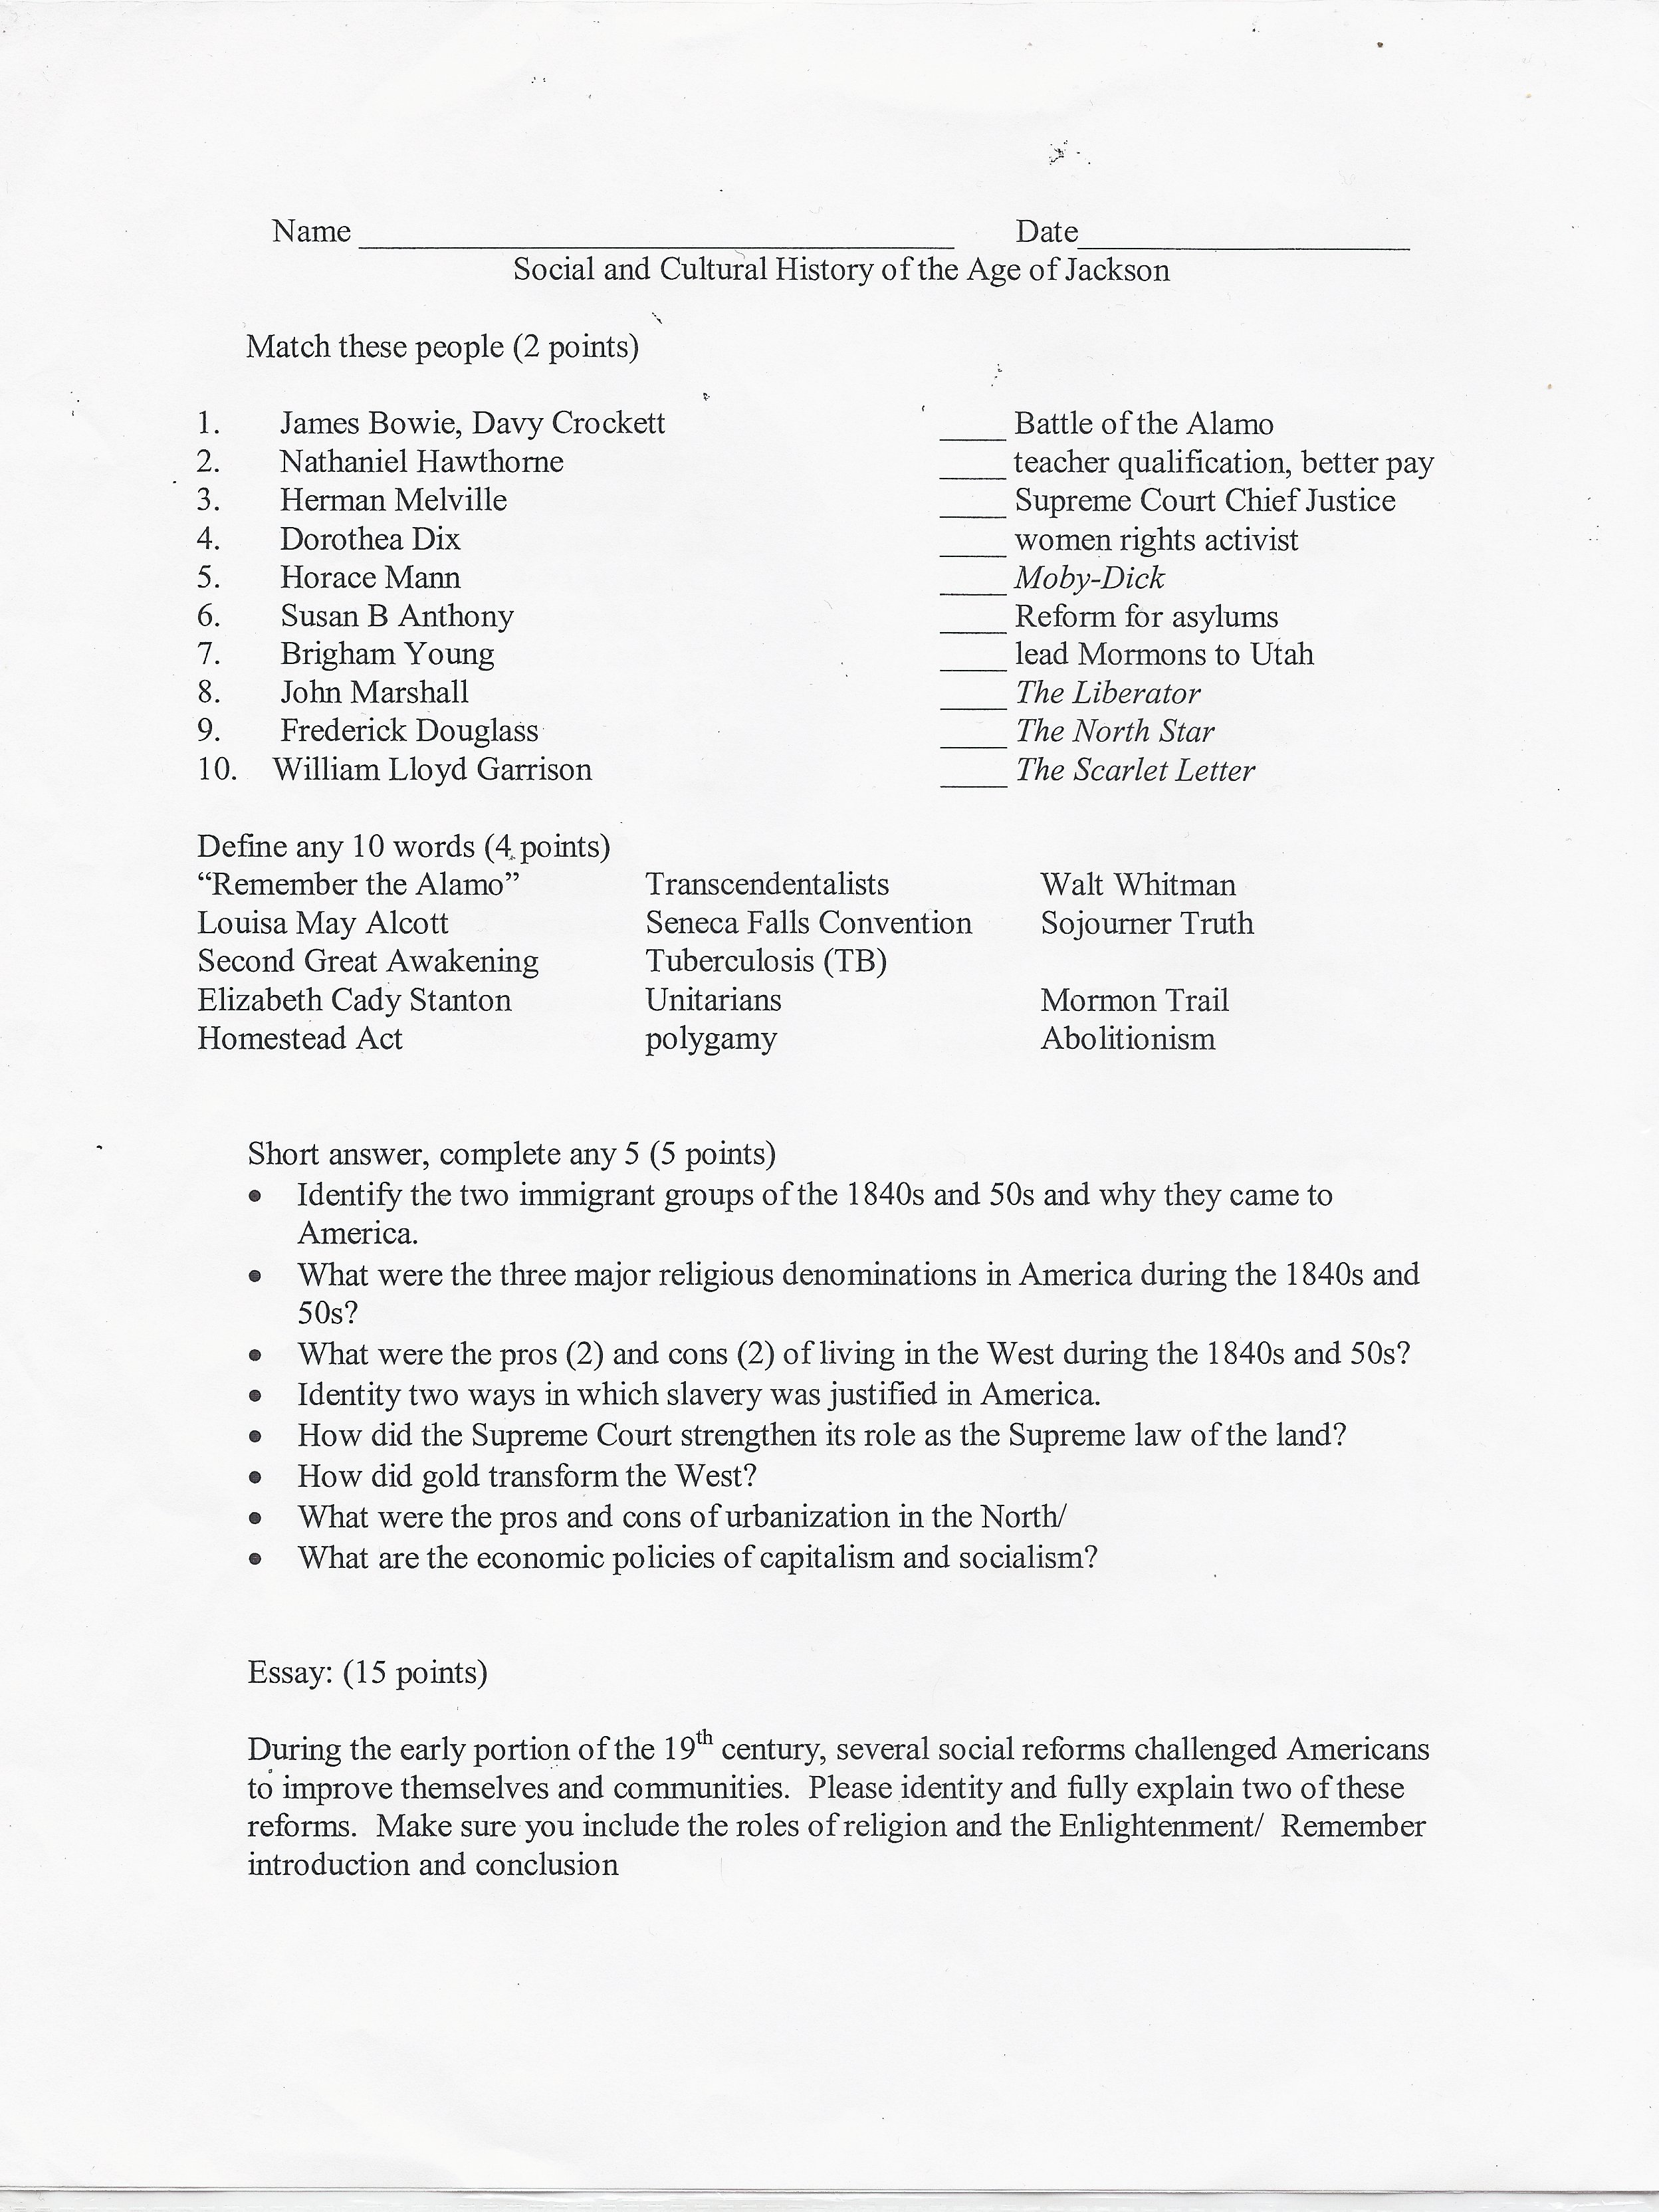 Name ______________________ Date______________
Social and Cultural History of the Age of Jackson
Match these people (2 points)
1. James Bowie, Davy Crockett ____ Battle of the Alamo
2. Nathaniel Hawthorne ____ teacher qualification, better pay
3. Herman Melville ____ Supreme Court Chief Justice
4. Dorothea Dix ____ women rights activist
5. Horace Mann ____ Moby-Dick
6. Susan B Anthony ____ Reform for asylums
7. Brigham Young ____ lead Mormons to Utah
8. John Marshall ____ The Liberator
9. Frederick Douglass ____ The North Star
10. William Lloyd Garrison ____ The Scarlet Letter
Define any 10 words (4 points)
“Remember the Alamo” Transcendentalists Walt Whitman
Louisa May Alcott Seneca Falls Convention Sojourner Truth
Second Great Awakening Tuberculosis (TB)
Elizabeth Cady Stanton Unitarians Mormon Trail
Homestead Act polygamy Abolitionism
Short answer, complete any 5 (5 points)
• Identify the two immigrant groups of the 1840s and 50s and why they came to
America.
• What were the three major religious denominations in America during the 1840s and
50s?
• What were the pros (2) and cons (2) of living in the West during the 1840s and 50s?
• Identity two ways in which slavery was justified in America.
• How did the Supreme Court strengthen its role as the Supreme law of the land?
• How did gold transform the West?
• What were the pros and cons of urbanization in the North/
• What are the economic policies of capitalism and socialism?
Essay: (15 points)
During the early portion of the 19th century, several social reforms challenged Americans
to improve themselves and communities. Please identity and fully explain two of these
reforms. Make sure you include the roles of religion and the Enlightenment/ Remember
introduction and conclusion